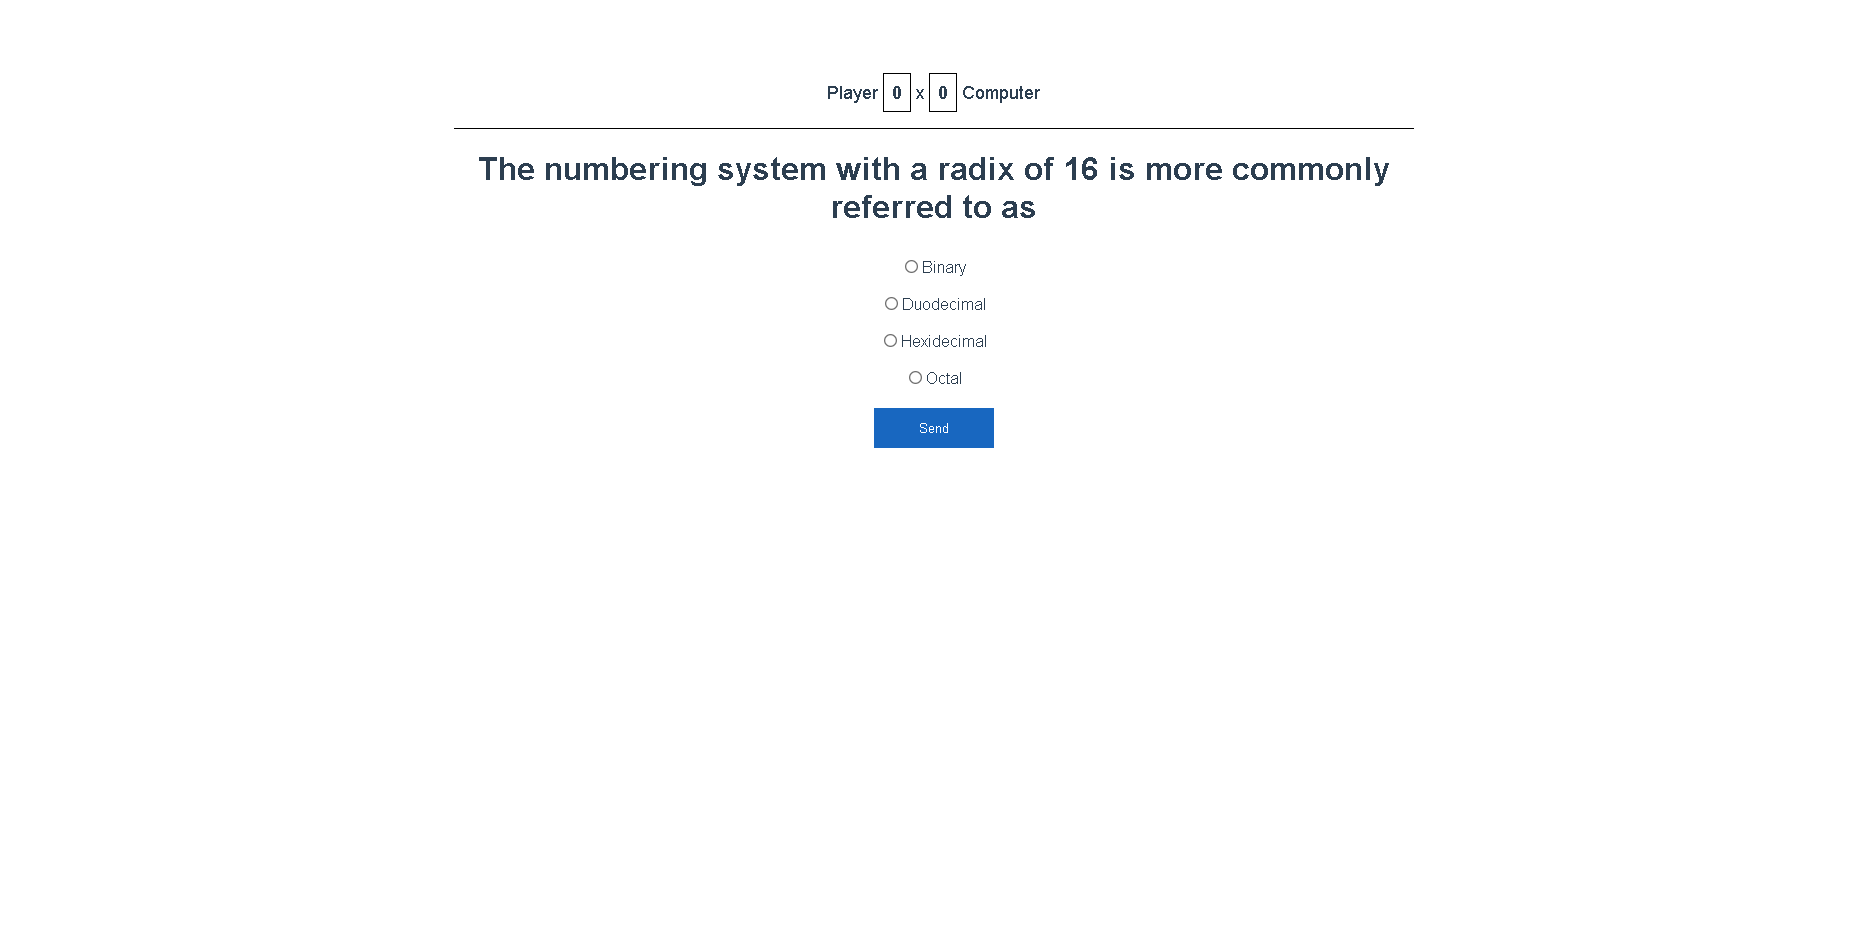 Player 0 x 0 Computer
The numbering system with a radix of 16 is more commonly
referred to as
Binary
Duodecimal
Hexidecimal
Octal
Send